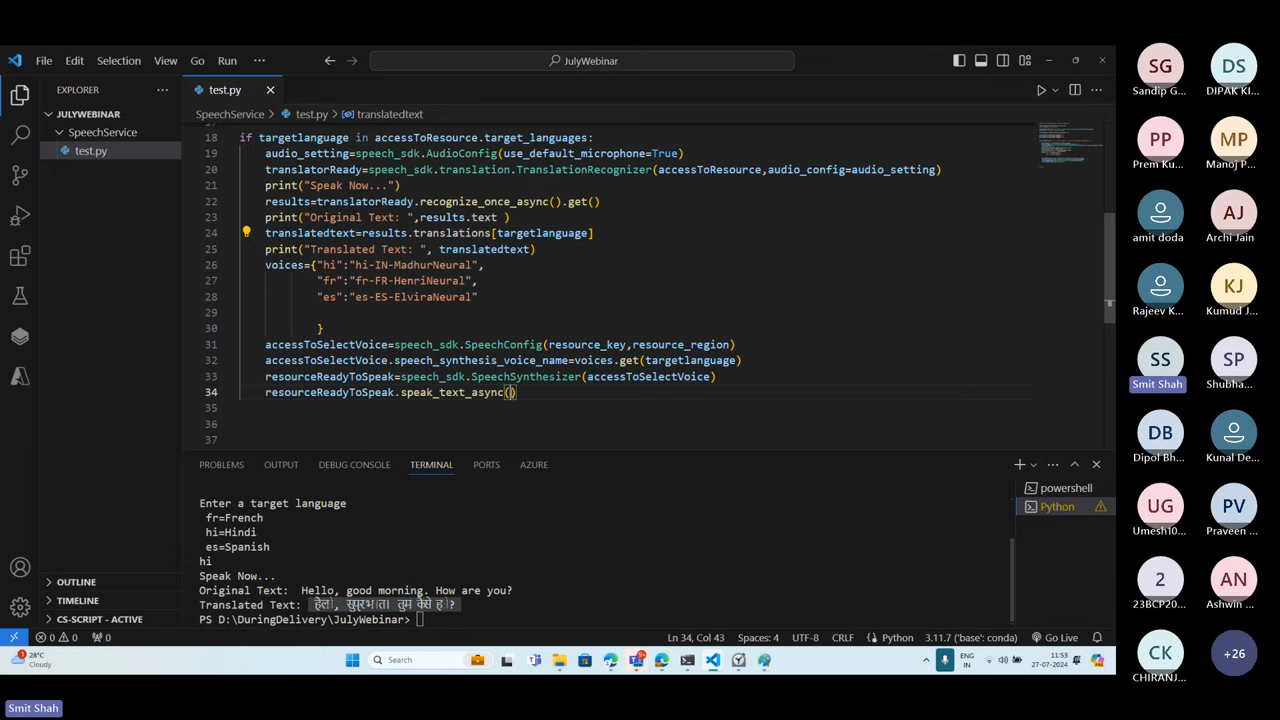 File Edit Selection View Go Run ···
JulyWebinar
EXPLORER
test.py
JULYWEBINAR
SpeechService
test.py
SpeechService > test.py > translatedtext
18 if targetlanguage in accessToResource.target_languages:
19 audio_setting=speech_sdk.AudioConfig(use_default_microphone=True)
20 translatorReady=speech_sdk.translation.TranslationRecognizer(accessToResource,audio_config=audio_setting)
21 print("Speak Now...")
22 results=translatorReady.recognize_once_async().get()
23 print("Original Text: ",results.text )
24 translatedtext=results.translations[targetlanguage]
25 print("Translated Text: ", translatedtext)
26 voices={"hi":"hi-IN-MadhurNeural",
27 "fr":"fr-FR-HenriNeural",
28 "es":"es-ES-ElviraNeural"
29
30 }
31 accessToSelectVoice=speech_sdk.SpeechConfig(resource_key,resource_region)
32 accessToSelectVoice.speech_synthesis_voice_name=voices.get(targetlanguage)
33 resourceReadyToSpeak=speech_sdk.SpeechSynthesizer(accessToSelectVoice)
34 resourceReadyToSpeak.speak_text_async()
35
36
37
PROBLEMS OUTPUT DEBUG CONSOLE TERMINAL PORTS AZURE
powershell
Python
Enter a target language
fr=French
hi=Hindi
es=Spanish
hi
Speak Now...
Original Text: Hello, good morning. How are you?
Translated Text: हेलो, सुप्रभात। तुम कैसे हो?
PS D:\DuringDelivery\JulyWebinar>
OUTLINE
TIMELINE
CS-SCRIPT - ACTIVE
0 0 0 Ln 34, Col 43 Spaces: 4 UTF-8 CRLF Python 3.11.7 ('base': conda) Go Live
28°C
Cloudy
Search
ENG
IN
11:53
27-07-2024
Smit Shah
SG
Sandip G...
DS
DIPAK KI...
PP
Prem Ku...
MP
Manoj P...
amit doda
AJ
Archi Jain
Rajeev K...
KJ
Kumud J...
SS
Smit Shah
SP
Shubha...
DB
Dipol Bh...
Kunal De...
UG
Umesh10...
PV
Praveen ...
2
23BCP20...
AN
Ashwin ...
CK
CHIRANJ...
+26